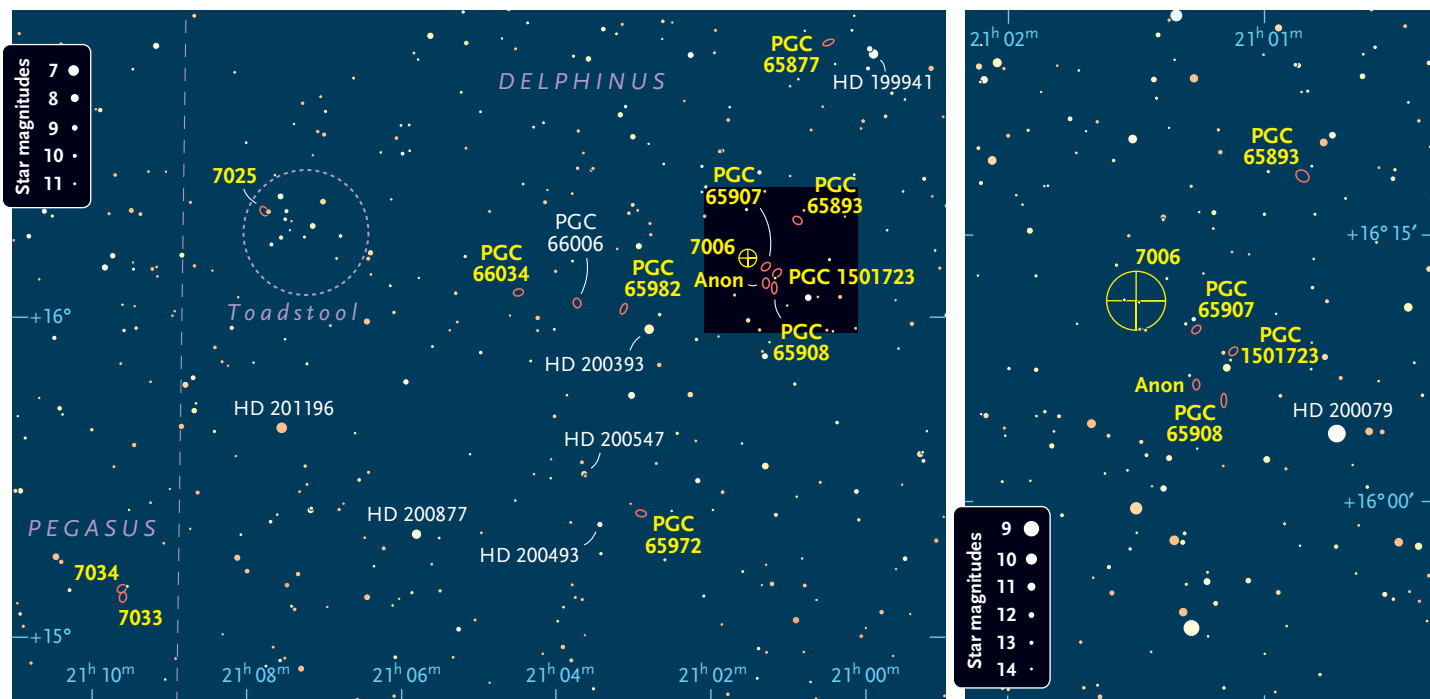 Star magnitudes
7
8
9
10
11
DELPHINUS
PGC
65877
HD 199941
7025
Toadstool
PGC
66034
PGC
66006
PGC
65982
PGC
65907
PGC
65893
7006
Anon
PGC 1501723
PGC
65908
HD 200393
+16°
HD 201196
HD 200547
HD 200877
HD 200493
PGC
65972
PEGASUS
7034
7033
+15°
21h 10m
21h 08m
21h 06m
21h 04m
21h 02m
21h 00m
21h 02m
21h 01m
PGC
65893
+16° 15′
7006
PGC
65907
PGC
1501723
Anon
PGC
65908
HD 200079
+16° 00′
Star magnitudes
9
10
11
12
13
14